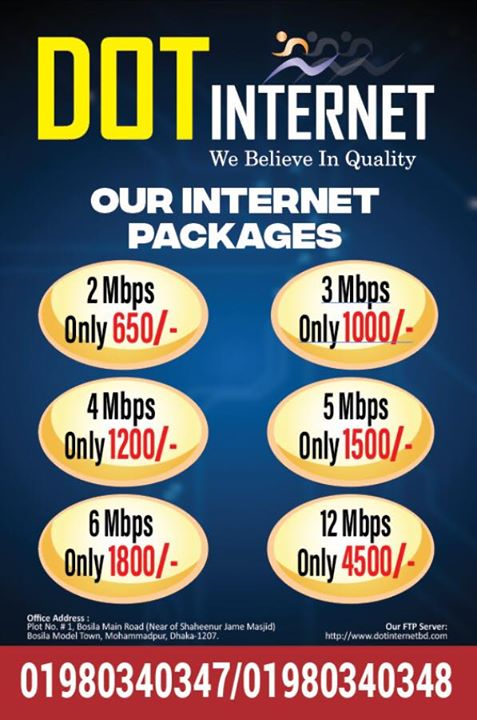 DOT INTERNET
We Believe In Quality
OUR INTERNET
PACKAGES
2 Mbps
Only 650/-
3 Mbps
Only 1000/-
4 Mbps
Only 1200/-
5 Mbps
Only 1500/-
6 Mbps
Only 1800/-
12 Mbps
Only 4500/-
Office Address :
Plot No. # 1, Bosila Main Road (Near of Shaheenur Jame Masjid)
Bosila Model Town, Mohammadpur, Dhaka-1207.
Our FTP Server:
http://www.dotinternetbd.com
01980340347/01980340348